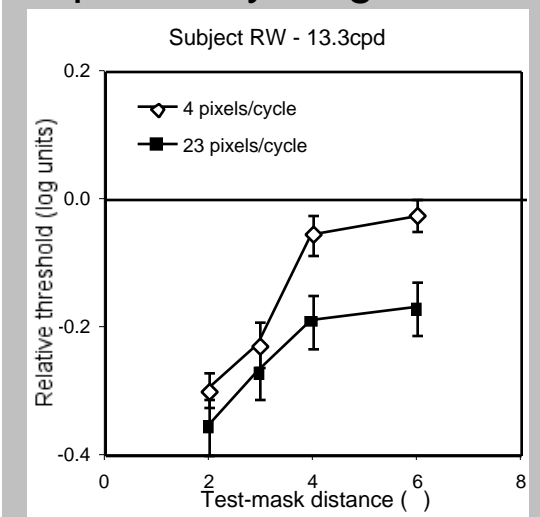 Subject RW - 13.3cpd
0.2
4 pixels/cycle
23 pixels/cycle
0.0
-0.2
-0.4
Relative threshold (log units)
0 2 4 6 8
Test-mask distance ( )